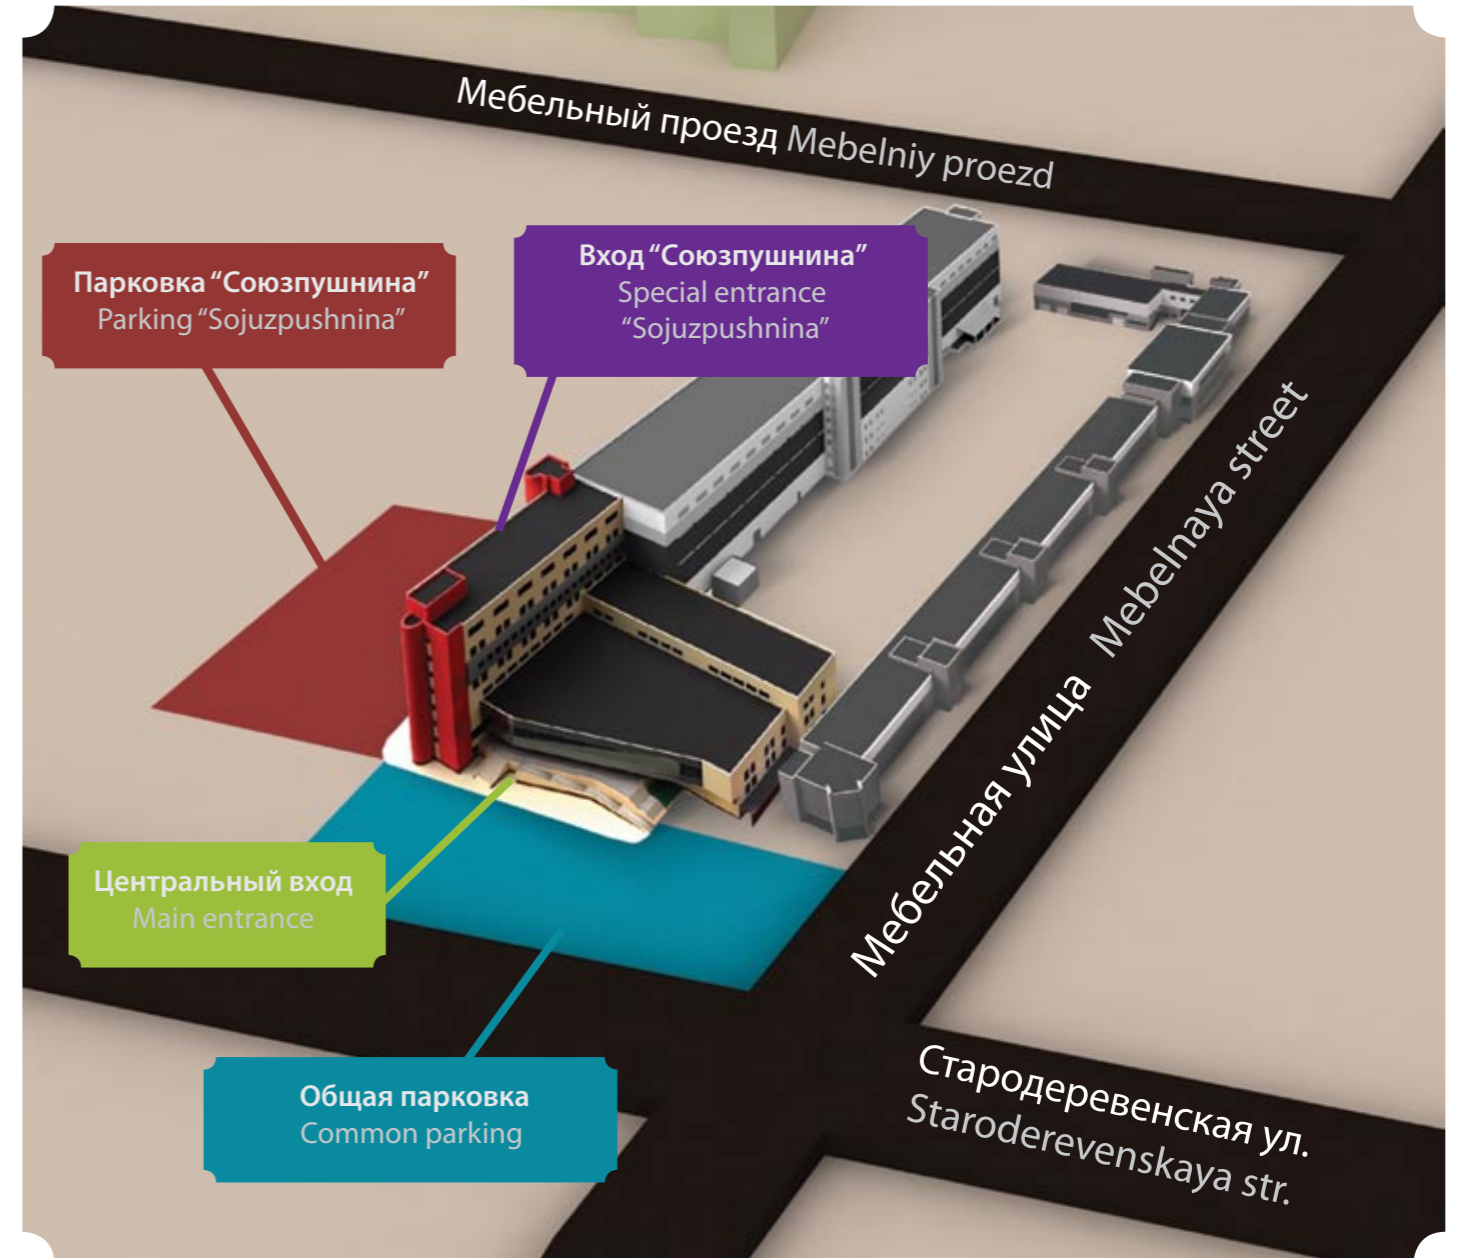 Мебельный проезд Mebelniy proezd
Парковка “Союзпушнина”
Parking “Sojuzpushnina”
Вход “Союзпушнина”
Special entrance
“Sojuzpushnina”
Мебельная улица Mebelnaya street
Центральный вход
Main entrance
Общая парковка
Common parking
Стародеревенская ул.
Staroderevenskaya str.